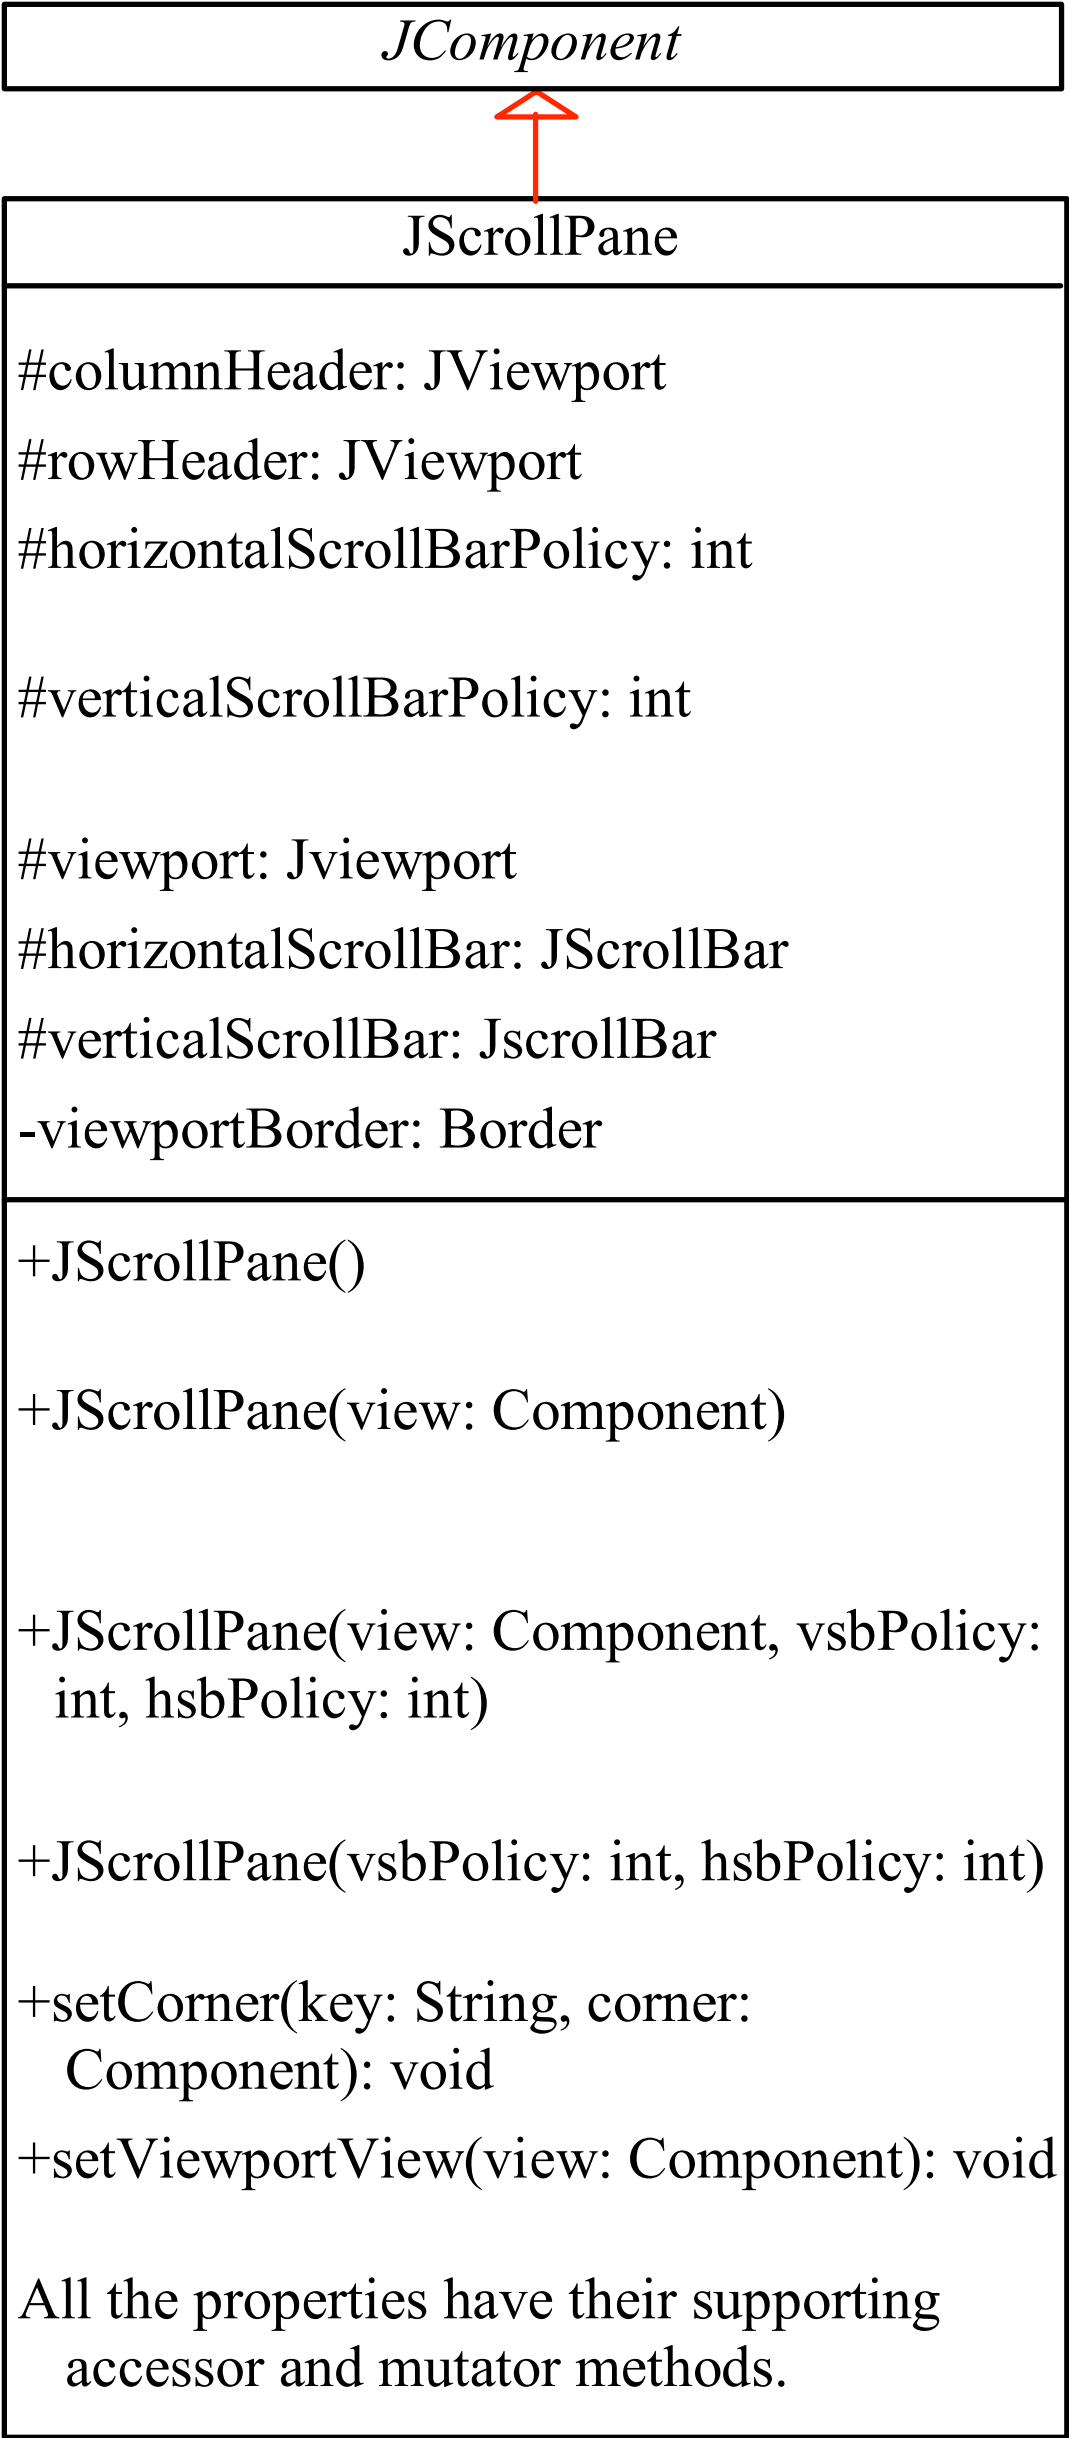 JComponent
JScrollPane
#columnHeader: JViewport
#rowHeader: JViewport
#horizontalScrollBarPolicy: int
#verticalScrollBarPolicy: int
#viewport: Jviewport
#horizontalScrollBar: JScrollBar
#verticalScrollBar: JscrollBar
-viewportBorder: Border
+JScrollPane()
+JScrollPane(view: Component)
+JScrollPane(view: Component, vsbPolicy:
int, hsbPolicy: int)
+JScrollPane(vsbPolicy: int, hsbPolicy: int)
+setCorner(key: String, corner:
Component): void
+setViewportView(view: Component): void
All the properties have their supporting
accessor and mutator methods.